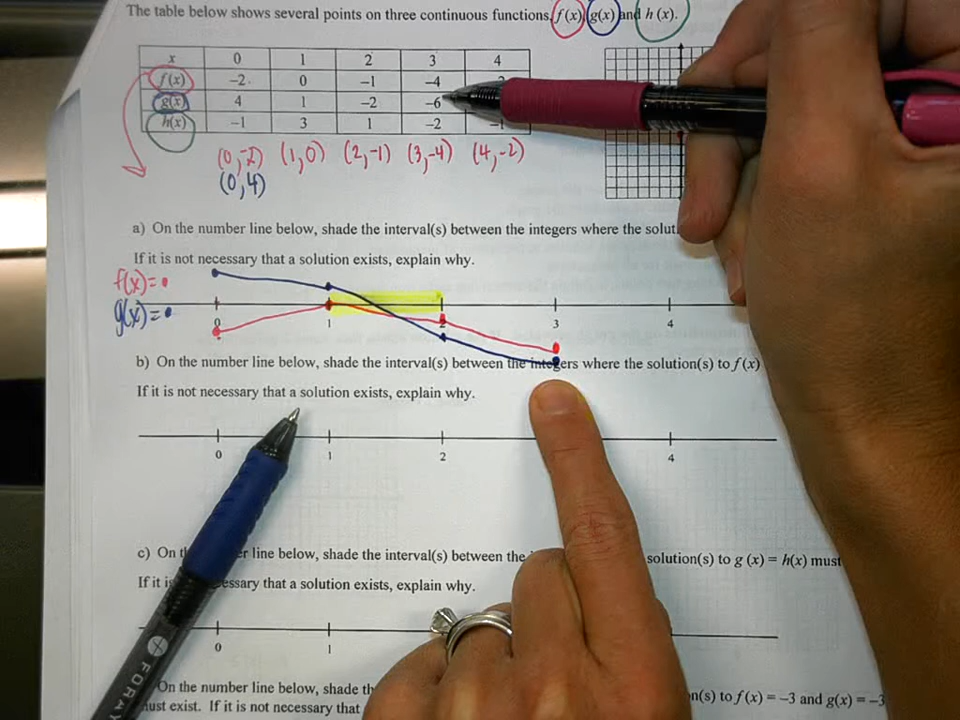 The table below shows several points on three continuous functions, f(x), g(x) and h (x).
x 0 1 2 3 4
f(x) −2 0 −1 −4
g(x) 4 1 −2 −6
h(x) −1 3 1 −2 −1
(0,-2) (1,0) (2,-1) (3,-4) (4,-2)
(0,4)
a) On the number line below, shade the interval(s) between the integers where the
If it is not necessary that a solution exists, explain why.
f(x)=
g(x)=
0 1 2 3 4
b) On the number line below, shade the interval(s) between the integers where the solution(s) to f (x)
If it is not necessary that a solution exists, explain why.
0 1 2 4
c) On line below, shade the interval(s) between the solution(s) to g (x) = h(x) must
If it is explain why.
0 1
On the number line below, shade (s) to f(x) = −3 and g(x) = −3
must exist. If it is not necessary that
FORAY